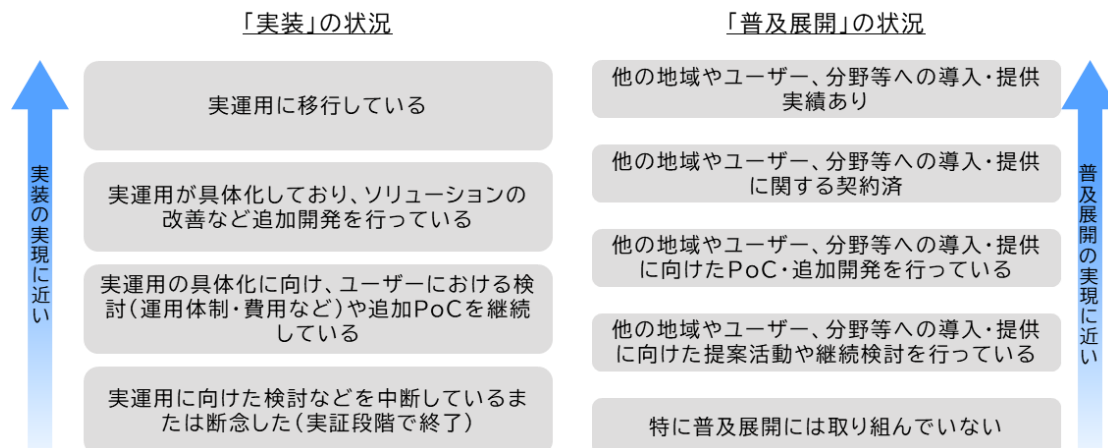 「実装」の状況
実装の実現に近い
実運用に移行している
実運用が具体化しており、ソリューションの
改善など追加開発を行っている
実運用の具体化に向け、ユーザーにおける検
討(運用体制・費用など)や追加PoCを継続
している
実運用に向けた検討などを中断しているま
たは断念した(実証段階で終了)
「普及展開」の状況
他の地域やユーザー、分野等への導入・提供
実績あり
他の地域やユーザー、分野等への導入・提供
に関する契約済
他の地域やユーザー、分野等への導入・提供
に向けたPoC・追加開発を行っている
他の地域やユーザー、分野等への導入・提供
に向けた提案活動や継続検討を行っている
特に普及展開には取り組んでいない
普及展開の実現に近い